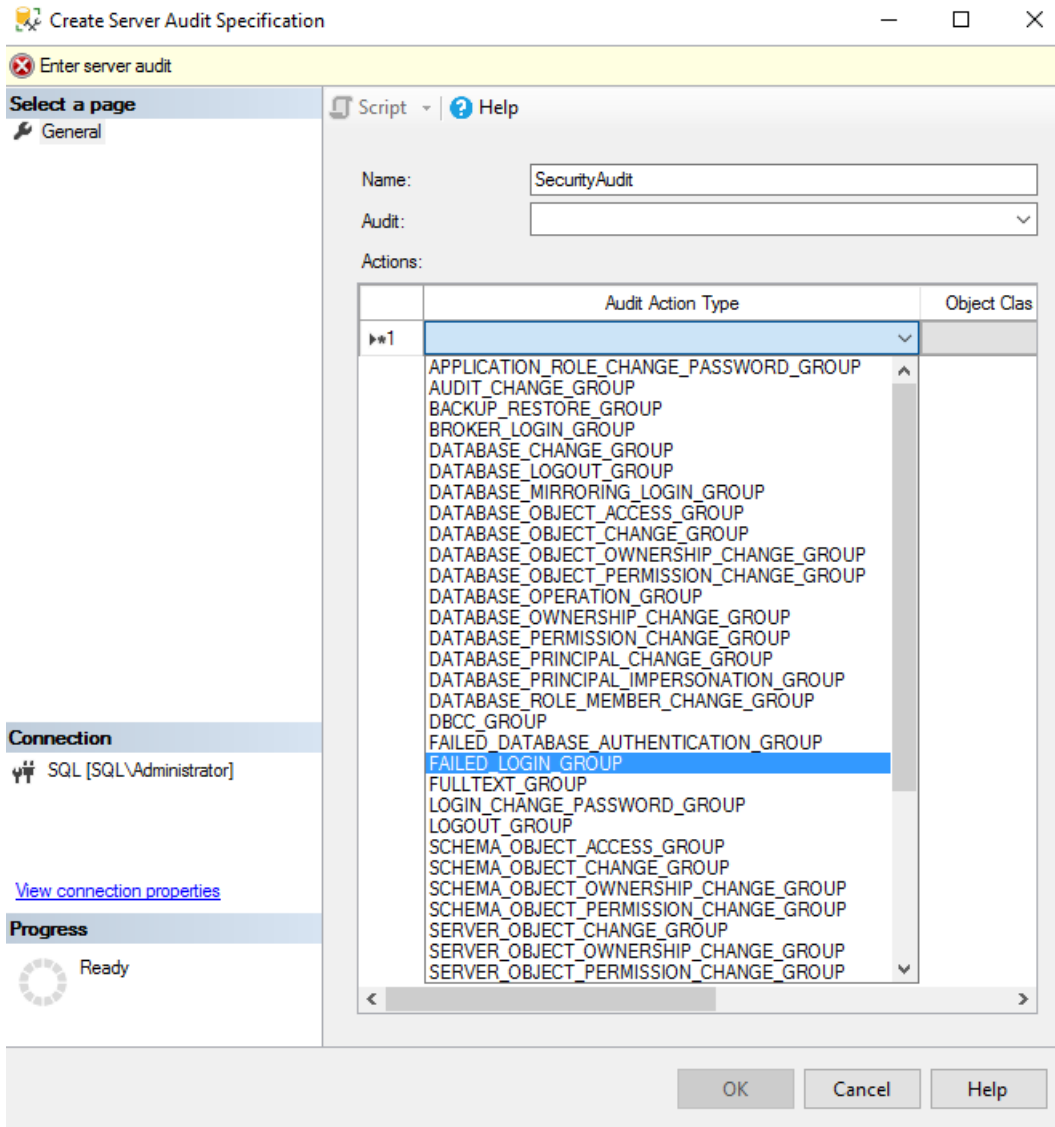 Create Server Audit Specification
Enter server audit
Select a page
General
Script
Help
Name:
SecurityAudit
Audit:
Actions:
Audit Action Type
Object Clas
*1
APPLICATION_ROLE_CHANGE_PASSWORD_GROUP
AUDIT_CHANGE_GROUP
BACKUP_RESTORE_GROUP
BROKER_LOGIN_GROUP
DATABASE_CHANGE_GROUP
DATABASE_LOGOUT_GROUP
DATABASE_MIRRORING_LOGIN_GROUP
DATABASE_OBJECT_ACCESS_GROUP
DATABASE_OBJECT_CHANGE_GROUP
DATABASE_OBJECT_OWNERSHIP_CHANGE_GROUP
DATABASE_OBJECT_PERMISSION_CHANGE_GROUP
DATABASE_OPERATION_GROUP
DATABASE_OWNERSHIP_CHANGE_GROUP
DATABASE_PERMISSION_CHANGE_GROUP
DATABASE_PRINCIPAL_CHANGE_GROUP
DATABASE_PRINCIPAL_IMPERSONATION_GROUP
DATABASE_ROLE_MEMBER_CHANGE_GROUP
DBCC_GROUP
FAILED_DATABASE_AUTHENTICATION_GROUP
FAILED_LOGIN_GROUP
FULLTEXT_GROUP
LOGIN_CHANGE_PASSWORD_GROUP
LOGOUT_GROUP
SCHEMA_OBJECT_ACCESS_GROUP
SCHEMA_OBJECT_CHANGE_GROUP
SCHEMA_OBJECT_OWNERSHIP_CHANGE_GROUP
SCHEMA_OBJECT_PERMISSION_CHANGE_GROUP
SERVER_OBJECT_CHANGE_GROUP
SERVER_OBJECT_OWNERSHIP_CHANGE_GROUP
SERVER_OBJECT_PERMISSION_CHANGE_GROUP
Connection
SQL [SQL\Administrator]
View connection properties
Progress
Ready
OK
Cancel
Help